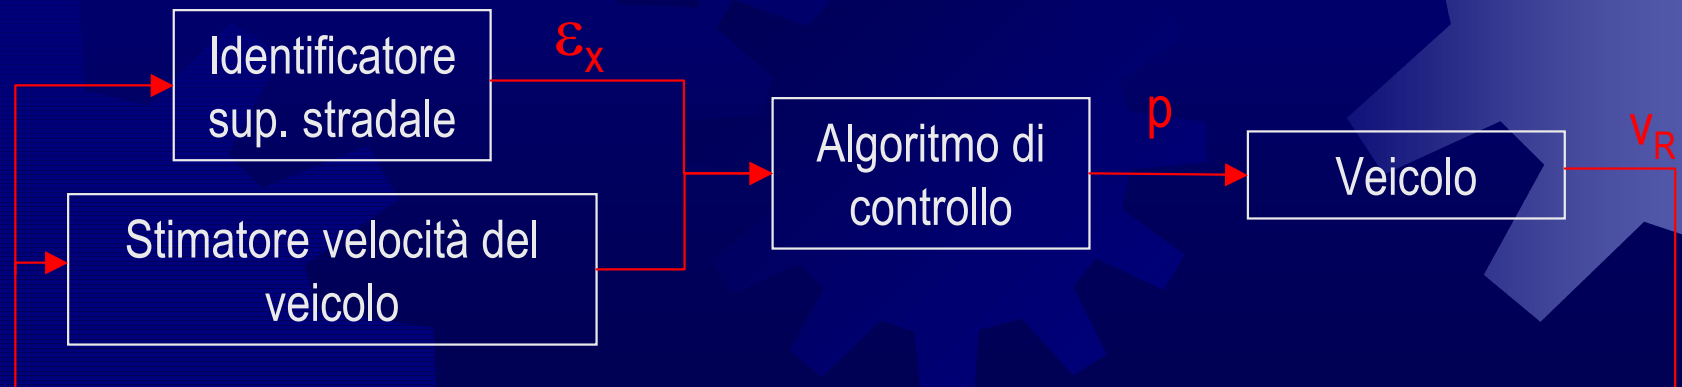 Identificatore
sup. stradale
εx
Stimatore velocità del
veicolo
Algoritmo di
controllo
p
Veicolo
vR